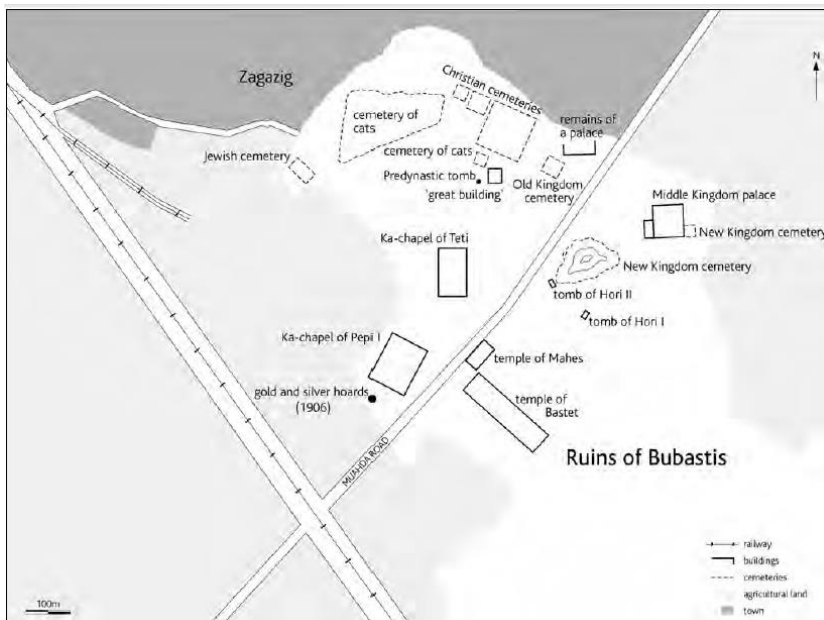 N
Zagazig
Christian cemeteries
cemetery of
cats
remains of
a palace
Jewish cemetery
cemetery of cats
Predynastic tomb
'great building'
Old Kingdom
cemetery
Middle Kingdom palace
New Kingdom cemetery
Ka-chapel of Teti
New Kingdom cemetery
tomb of Hori II
tomb of Hori I
Ka-chapel of Pepi I
temple of Mahes
gold and silver hoards
(1906)
temple of
Bastet
MUAHDA ROAD
Ruins of Bubastis
railway
buildings
cemeteries
agricultural land
town
100m